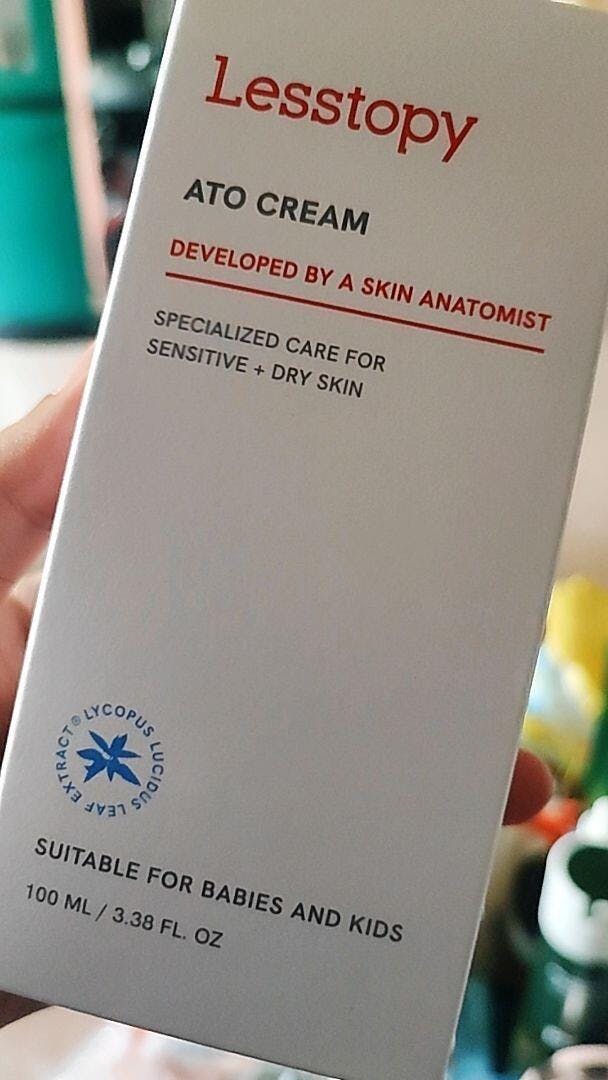 Lesstopy
ATO CREAM
DEVELOPED BY A SKIN ANATOMIST
SPECIALIZED CARE FOR
SENSITIVE + DRY SKIN
LYCOPUS LUCIDUS LEAF EXTRACT®
SUITABLE FOR BABIES AND KIDS
100 ML / 3.38 FL. OZ